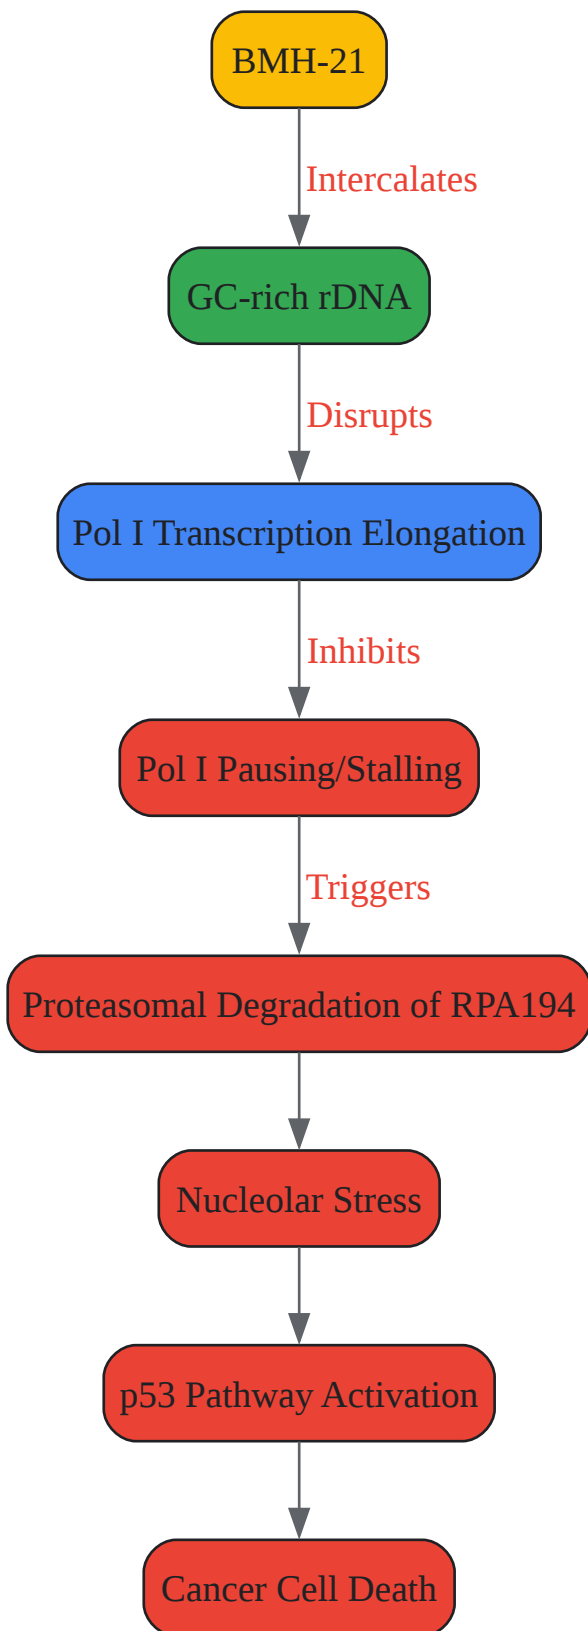 BMH-21
Intercalates
GC-rich rDNA
Disrupts
Pol I Transcription Elongation
Inhibits
Pol I Pausing/Stalling
Triggers
Proteasomal Degradation of RPA194
Nucleolar Stress
p53 Pathway Activation
Cancer Cell Death